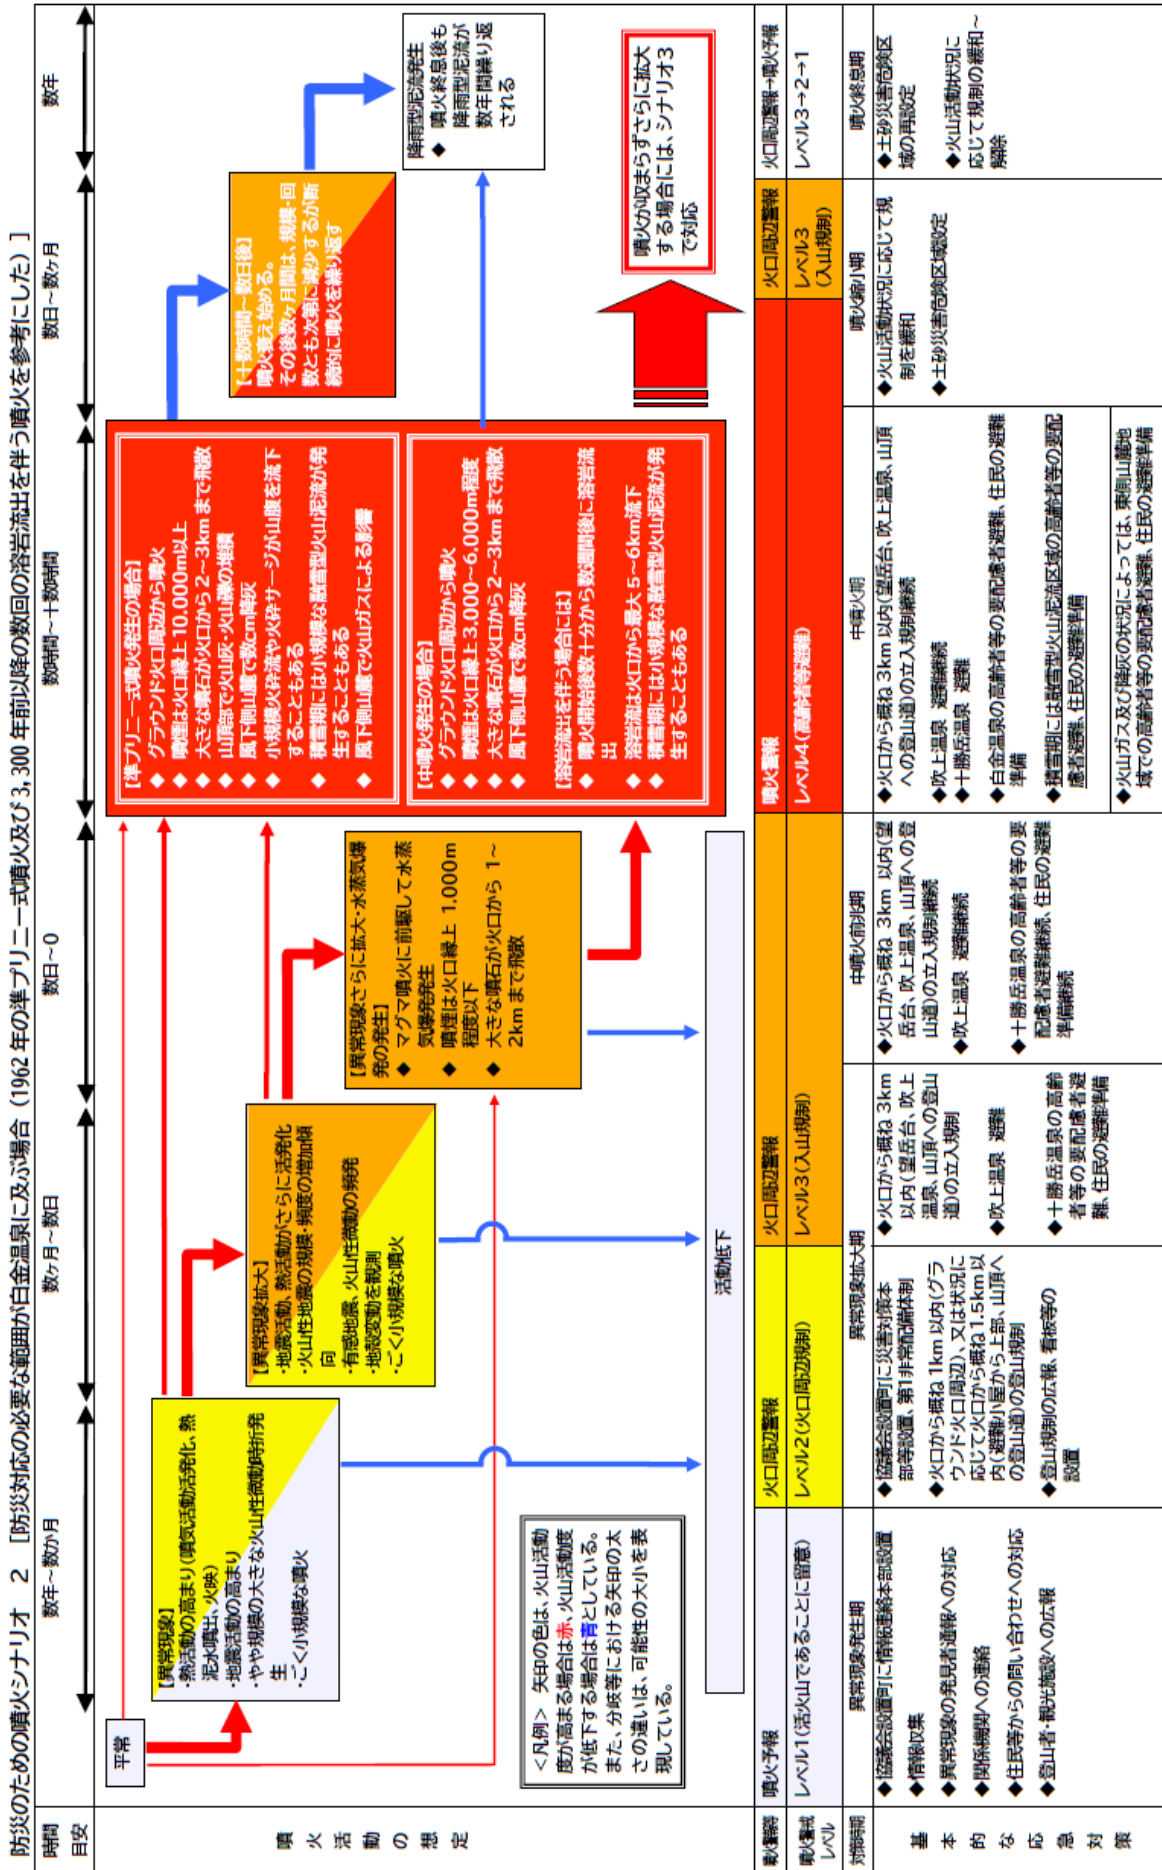 防災のための噴火シナリオ 2 [防災対応の必要な範囲が白金温泉に及ぶ場合(1962年の準プリニー式噴火及び3,300年前以降の数回の溶岩流出を伴う噴火を参考にした)]
時間
目安
数年～数か月
数ヶ月～数日
数日～0
数時間～十数時間
数日～数ヶ月
数年
噴火活動の想定
平常
【異常現象】
・熱活動の高まり(噴気活動活発化、熱
泥水噴出、火映)
・地震活動の高まり
・やや規模の大きな火山性微動時折発
生
・ごく小規模な噴火
【異常現象拡大】
・地震活動、熱活動がさらに活発化
・火山性地震の規模・頻度の増加傾
向
・有感地震、火山性微動の頻発
・地殻変動を観測
・ごく小規模な噴火
【異常現象さらに拡大・水蒸気爆
発の発生】
◆ マグマ噴火に前駆して水蒸
気爆発発生
◆ 噴煙は火口縁上 1,000m
程度以下
◆ 大きな噴石が火口から 1～
2kmまで飛散
【準プリニー式噴火発生の場合】
◆ グラウンド火口周辺から噴火
◆ 噴煙は火口縁上 10,000m以上
◆ 大きな噴石が火口から 2～3kmまで飛散
◆ 山頂部で火山灰・火山礫の堆積
◆ 風下側山麓で数cm降灰
◆ 小規模火砕流や火砕サージが山腹を流下
することもある
◆ 積雪期には小規模な融雪型火山泥流が発
生することもある
◆ 風下側山麓で火山ガスによる影響
【中噴火発生の場合】
◆ グラウンド火口周辺から噴火
◆ 噴煙は火口縁上 3,000～6,000m程度
◆ 大きな噴石が火口から 2～3kmまで飛散
◆ 風下側山麓で数cm降灰
【溶岩流出を伴う場合には】
◆ 噴火開始後数十分から数週間後に溶岩流
出
◆ 溶岩流は火口から最大 5～6km流下
◆ 積雪期には小規模な融雪型火山泥流が発
生することもある
【十数時間～数日後】
噴火衰え始める。
その後数ヶ月間は、規模・回
数とも次第に減少するが断
続的に噴火を繰り返す
降雨型泥流発生
◆ 噴火終息後も
降雨型泥流が
数年間繰り返
される
噴火が収まらずさらに拡大
する場合には、シナリオ3
で対応
<凡例> 矢印の色は、火山活動
度が高まる場合は赤、火山活動度
が低下する場合は青としている。
また、分岐等における矢印の太
さの違いは、可能性の大小を表
現している。
活動低下
噴火警報等
噴火予報
火口周辺警報
火口周辺警報
噴火警報
火口周辺警報
火口周辺警報→噴火予報
噴火警戒
レベル
レベル1(活火山であることに留意)
レベル2(火口周辺規制)
レベル3(入山規制)
レベル4(高齢者等避難)
レベル3
(入山規制)
レベル3→2→1
対策時期
異常現象発生期
異常現象拡大期
中噴火前兆期
中噴火期
噴火縮小期
噴火終息期
基本的な応急対策
◆協議会設置町に情報連絡本部設置
◆情報収集
◆異常現象の発見者通報への対応
◆関係機関への連絡
◆住民等からの問い合わせへの対応
◆登山者・観光施設への広報
◆協議会設置町に災害対策本
部等設置、第1非常配備体制
◆火口から概ね1km以内(グラ
ウンド火口周辺)、又は状況に
応じて火口から概ね1.5km以
内(避難小屋から上部、山頂へ
の登山道)の登山規制
◆登山規制の広報、看板等の
設置
◆火口から概ね 3km
以内(望岳台、吹上
温泉、山頂への登山
道)の立入規制
◆吹上温泉 避難
◆十勝岳温泉の高齢
者等の要配慮者避
難、住民の避難準備
◆火口から概ね 3km 以内(望
岳台、吹上温泉、山頂への登
山道)の立入規制継続
◆吹上温泉 避難継続
◆十勝岳温泉の高齢者等の要
配慮者避難継続、住民の避難
準備継続
◆火口から概ね3km 以内(望岳台、吹上温泉、山頂
への登山道)の立入規制継続
◆吹上温泉 避難継続
◆十勝岳温泉 避難
◆白金温泉の高齢者等の要配慮者避難、住民の避難
準備
◆積雪期には融雪型火山泥流区域の高齢者等の要配
慮者避難、住民の避難準備
◆火山ガス及び降灰の状況によっては、東側山麓地
域での高齢者等の要配慮者避難、住民の避難準備
◆火山活動状況に応じて規
制を緩和
◆土砂災害危険区域設定
◆土砂災害危険区
域の再設定
◆火山活動状況に
応じて規制の緩和～
解除